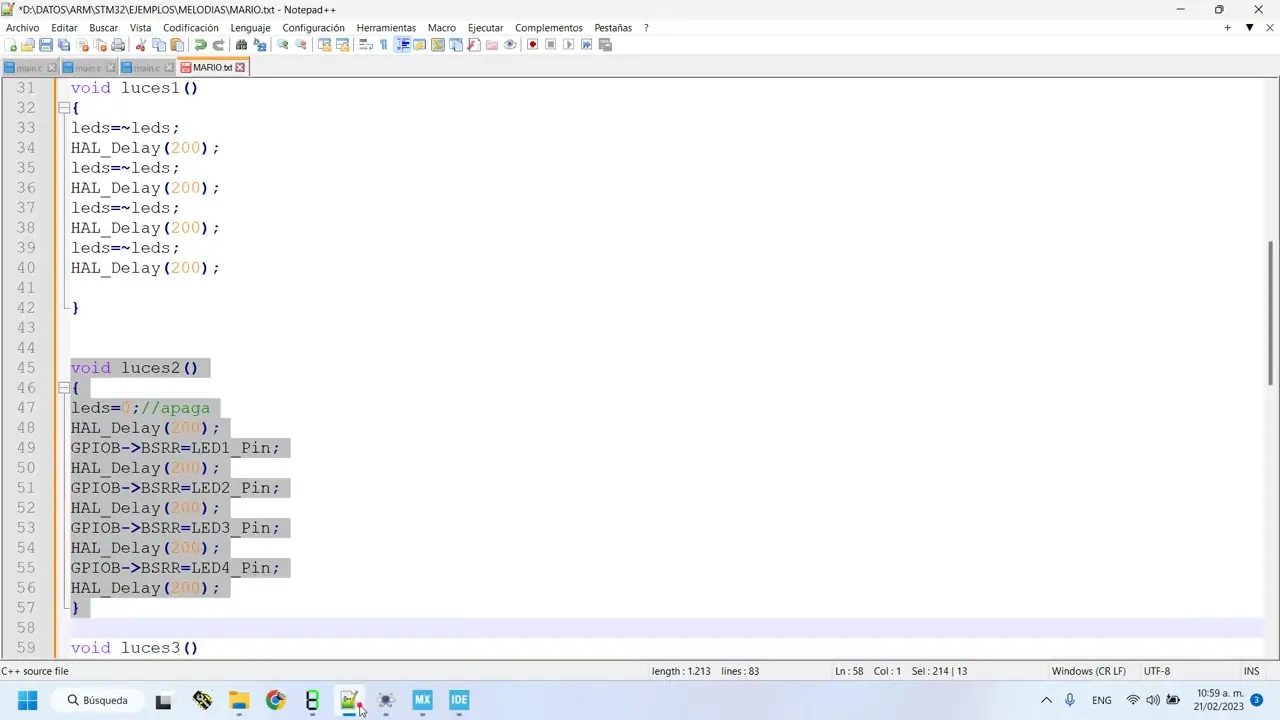 *D:\DATOS\ARM\STM32\EJEMPLOS\MELODIAS\MARIO.txt - Notepad++
Archivo Editar Buscar Vista Codificación Lenguaje Configuración Herramientas Macro Ejecutar Complementos Pestañas ?
main.c main.c main.c MARIO.txt
31 void luces1()
32 {
33 leds=~leds;
34 HAL_Delay(200);
35 leds=~leds;
36 HAL_Delay(200);
37 leds=~leds;
38 HAL_Delay(200);
39 leds=~leds;
40 HAL_Delay(200);
41
42 }
43
44
45 void luces2()
46 {
47 leds=0;//apaga
48 HAL_Delay(200);
49 GPIOB->BSRR=LED1_Pin;
50 HAL_Delay(200);
51 GPIOB->BSRR=LED2_Pin;
52 HAL_Delay(200);
53 GPIOB->BSRR=LED3_Pin;
54 HAL_Delay(200);
55 GPIOB->BSRR=LED4_Pin;
56 HAL_Delay(200);
57 }
58
59 void luces3()
C++ source file length : 1.213 lines : 83 Ln : 58 Col : 1 Sel : 214 | 13 Windows (CR LF) UTF-8 INS
Búsqueda MX IDE ENG 10:59 a. m.
21/02/2023 3